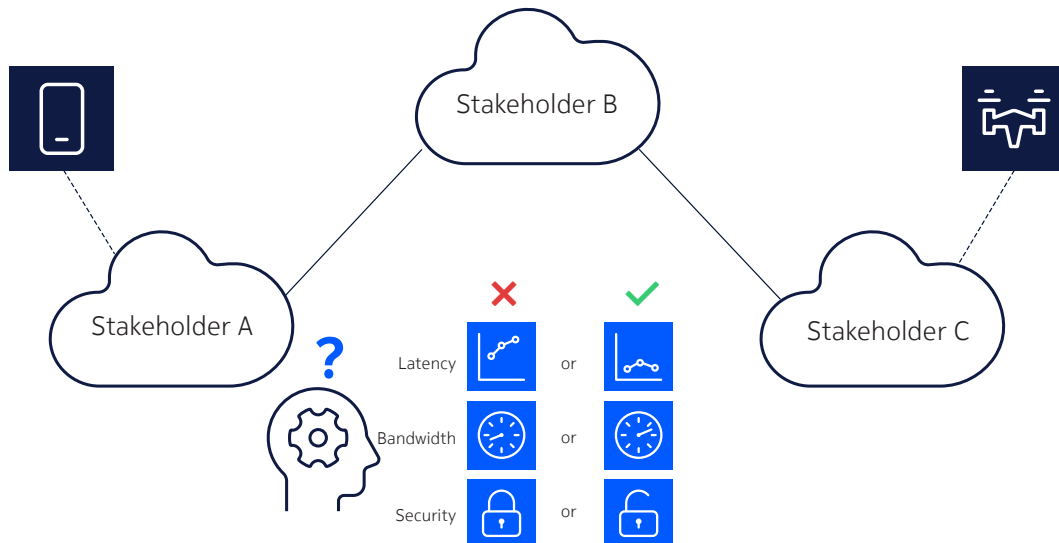 Stakeholder B
Stakeholder A
Stakeholder C
?
Latency
or
Bandwidth
or
Security
or